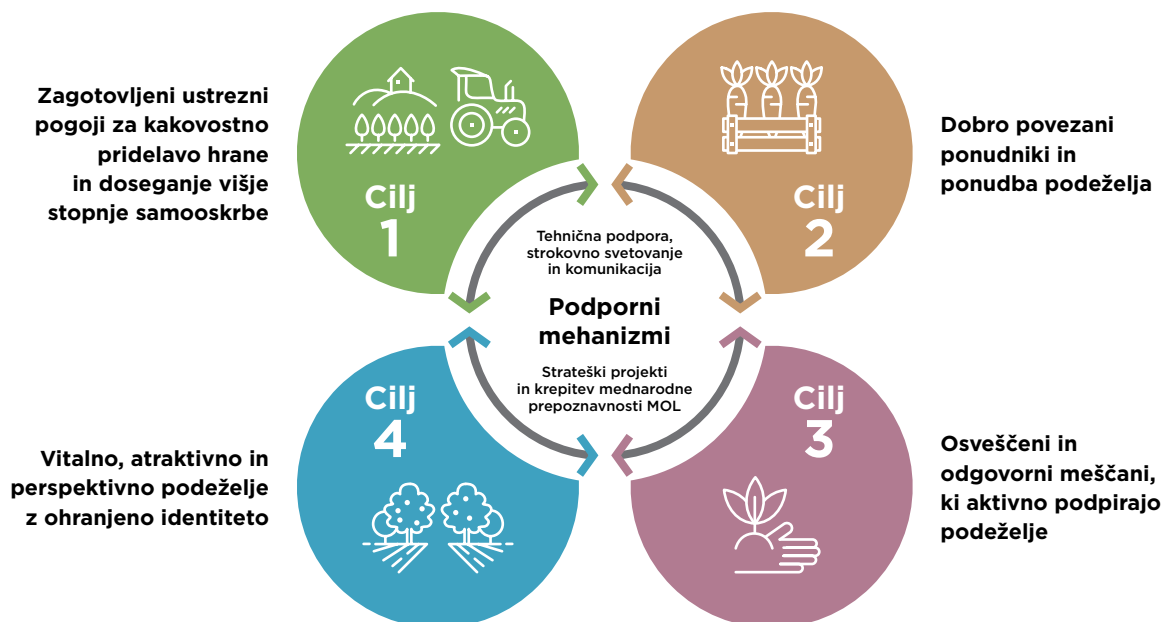 Zagotovljeni ustrezni
pogoji za kakovostno
pridelavo hrane
in doseganje višje
stopnje samooskrbe
Cilj
1
Cilj
2
Dobro povezani
ponudniki in
ponudba podeželja
Tehnična podpora,
strokovno svetovanje
in komunikacija
Podporni
mehanizmi
Strateški projekti
in krepitev mednarodne
prepoznavnosti MOL
Vitalno, atraktivno in
perspektivno podeželje
z ohranjeno identiteto
Cilj
4
Cilj
3
Osveščeni in
odgovorni meščani,
ki aktivno podpirajo
podeželje